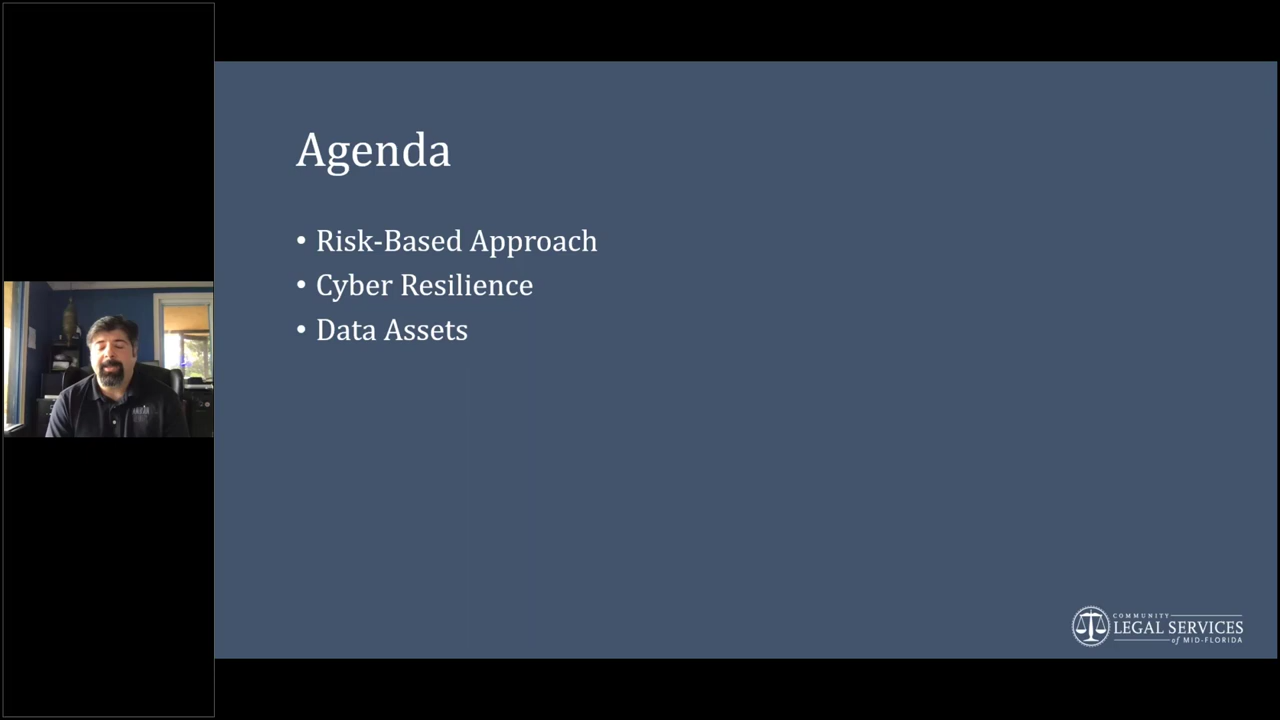 Agenda
• Risk-Based Approach
• Cyber Resilience
• Data Assets
COMMUNITY
LEGAL SERVICES
of MID-FLORIDA